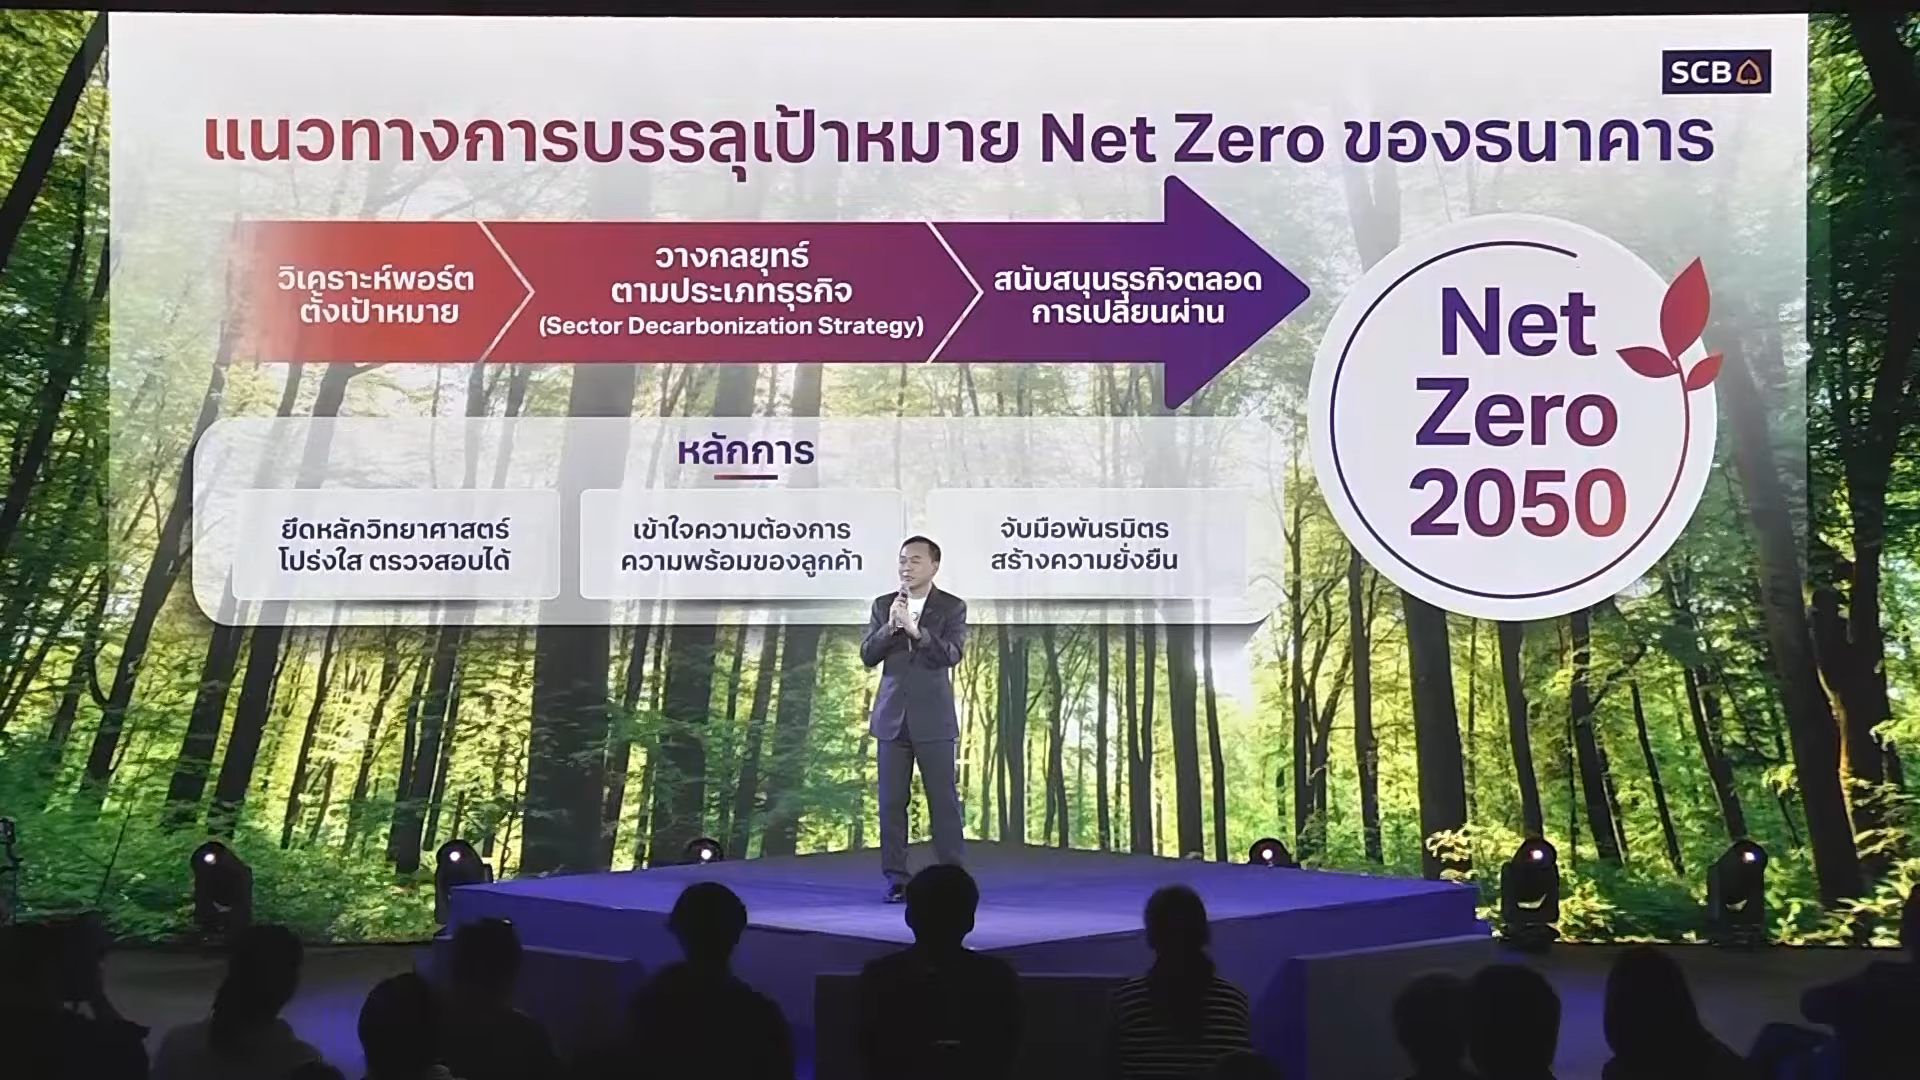 SCB
แนวทางการบรรลุเป้าหมาย Net Zero ของธนาคาร
วิเคราะห์พอร์ต
ตั้งเป้าหมาย
วางกลยุทธ์
ตามประเภทธุรกิจ
(Sector Decarbonization Strategy)
สนับสนุนธุรกิจตลอด
การเปลี่ยนผ่าน
Net
Zero
2050
หลักการ
ยึดหลักวิทยาศาสตร์
โปร่งใส ตรวจสอบได้
เข้าใจความต้องการ
ความพร้อมของลูกค้า
จับมือพันธมิตร
สร้างความยั่งยืน